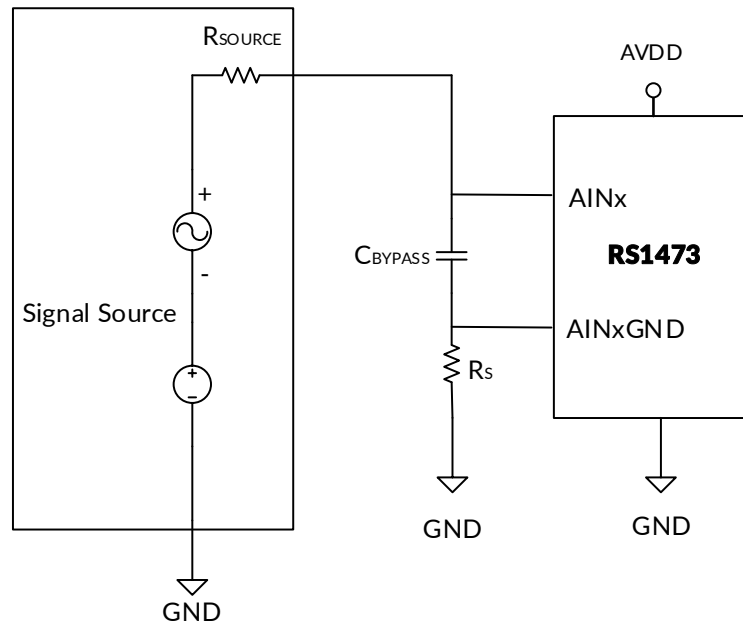 RSOURCE
AVDD
+
AINx
CBYPASS
RS1473
-
Signal Source
AINxGND
+
RS
−
GND
GND
GND